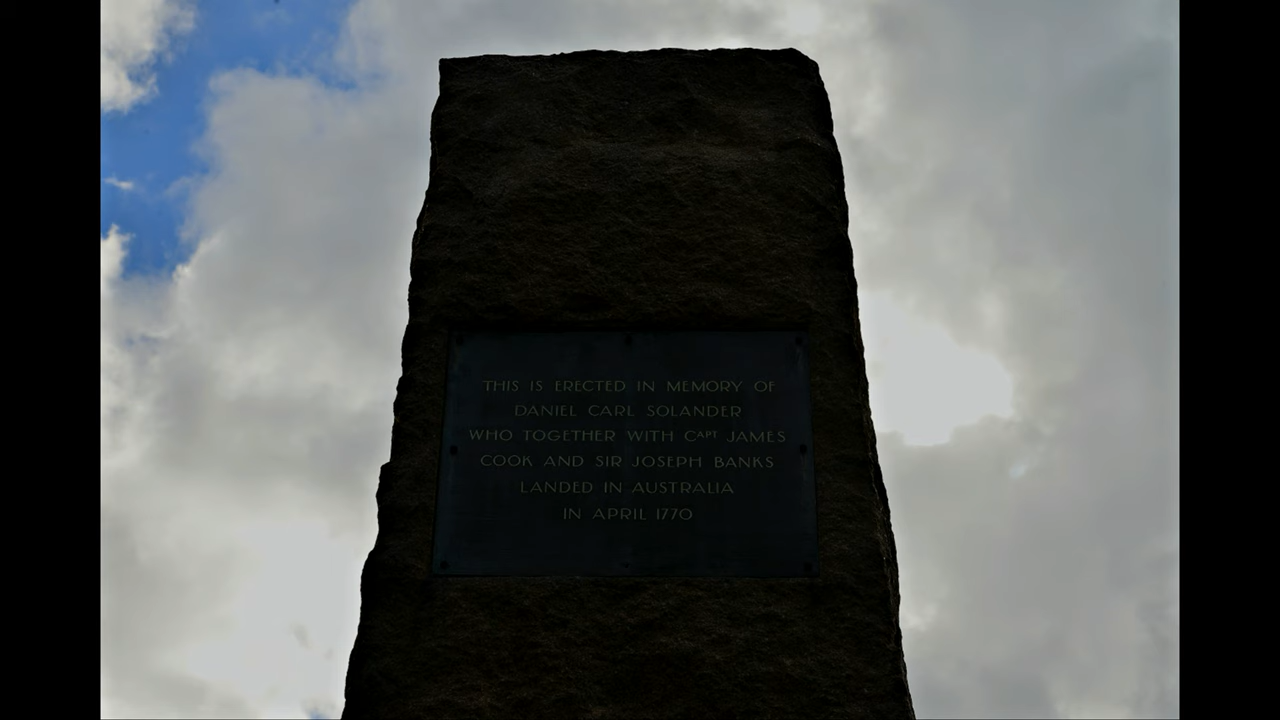 THIS IS ERECTED IN MEMORY OF
DANIEL CARL SOLANDER
WHO TOGETHER WITH CAPT JAMES
COOK AND SIR JOSEPH BANKS
LANDED IN AUSTRALIA
IN APRIL 1770